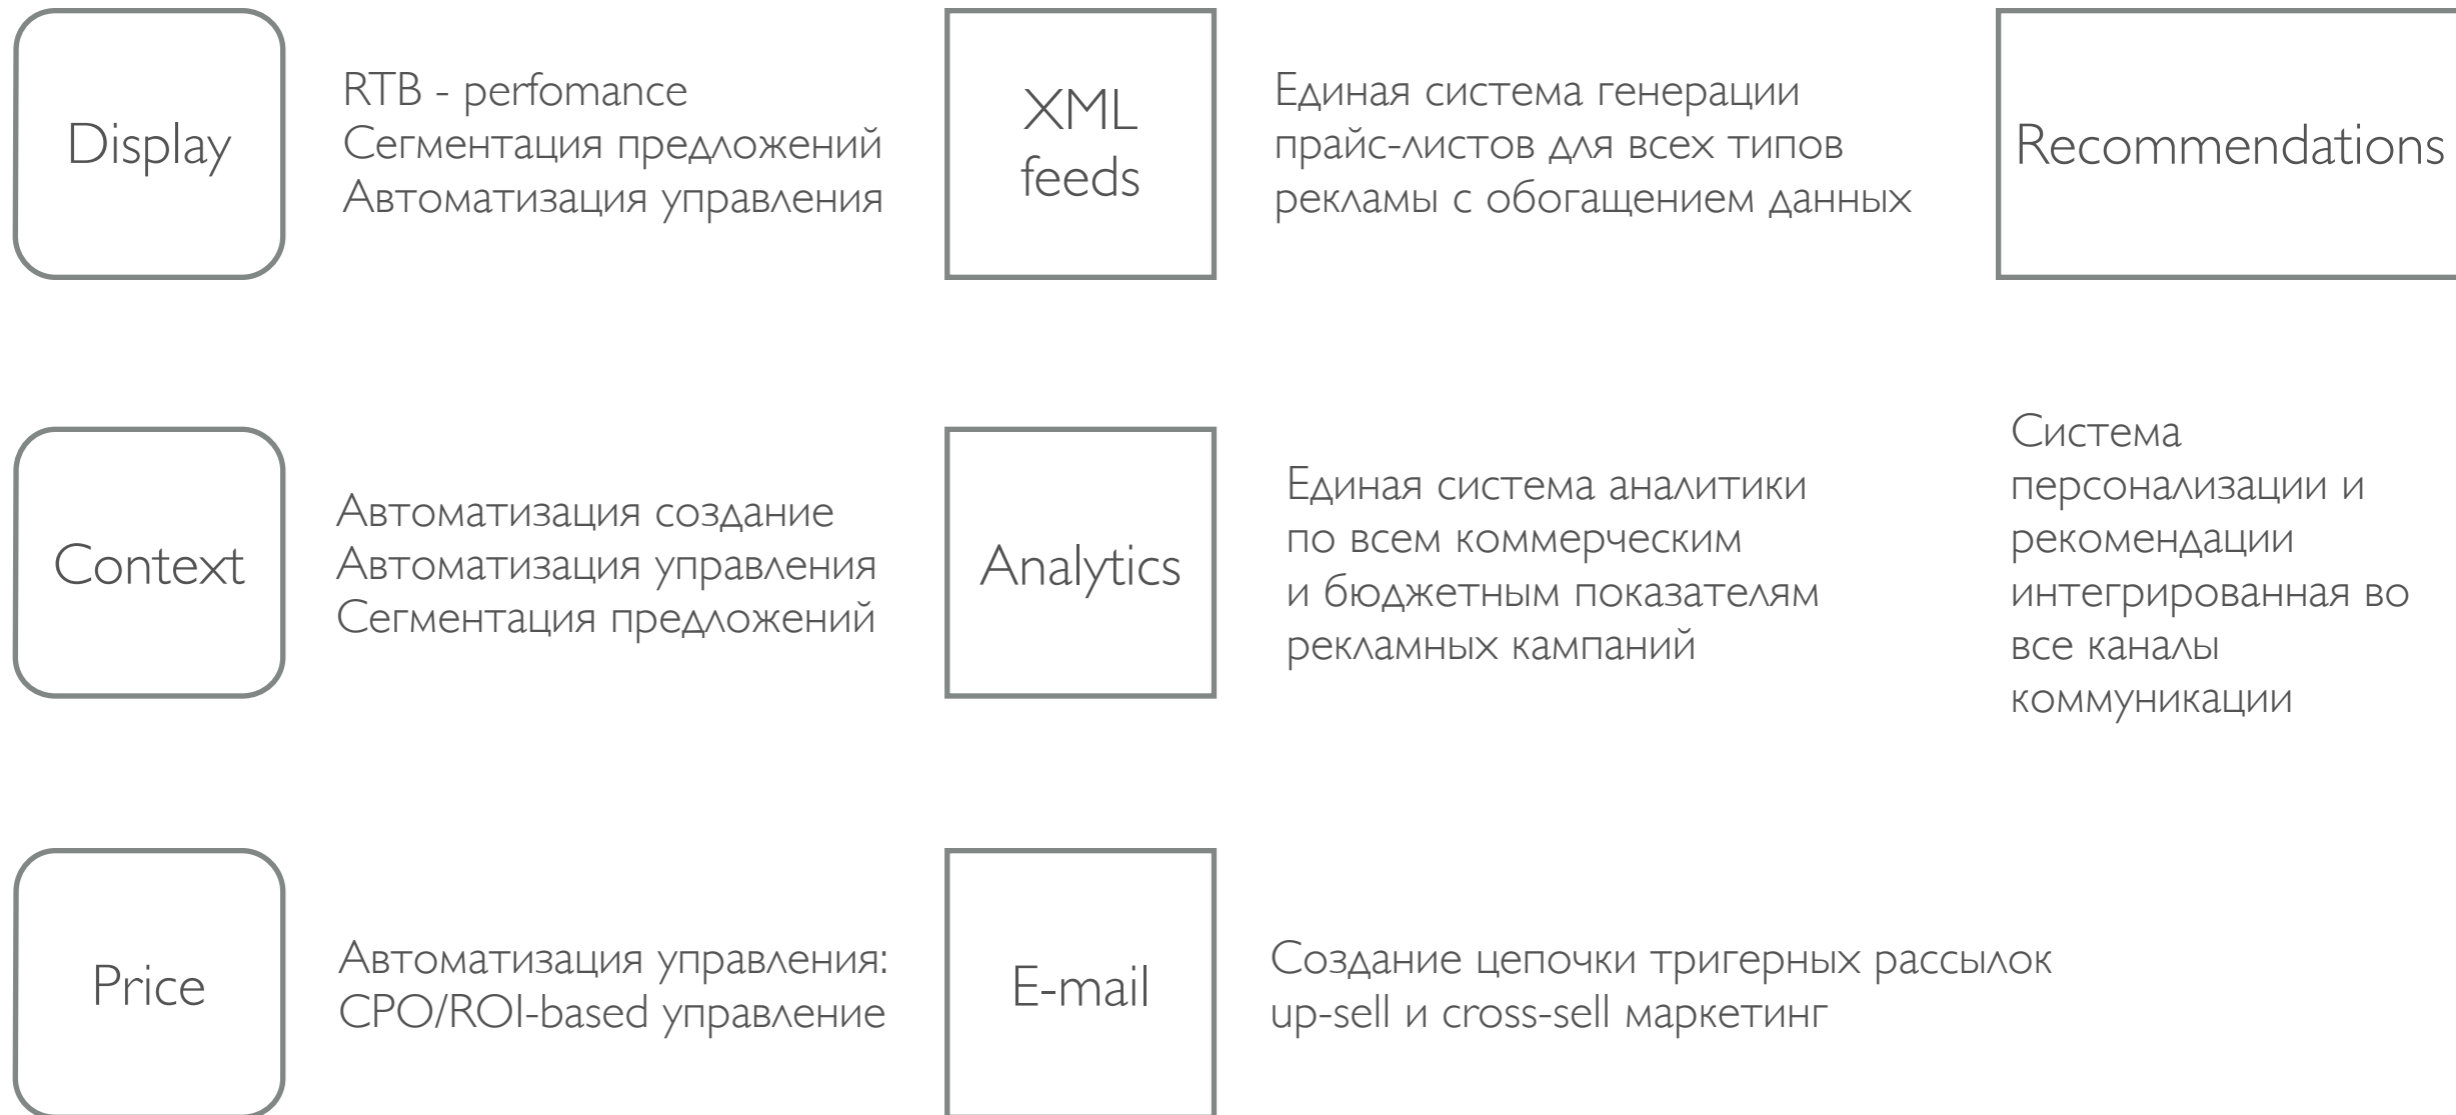 Display
RTB - perfomance
Сегментация предложений
Автоматизация управления
XML
feeds
Единая система генерации
прайс-листов для всех типов
рекламы с обогащением данных
Recommendations
Система
персонализации и
рекомендации
интегрированная во
все каналы
коммуникации
Context
Автоматизация создание
Автоматизация управления
Сегментация предложений
Analytics
Единая система аналитики
по всем коммерческим
и бюджетным показателям
рекламных кампаний
Price
Автоматизация управления:
CPO/ROI-based управление
E-mail
Создание цепочки тригерных рассылок
up-sell и cross-sell маркетинг